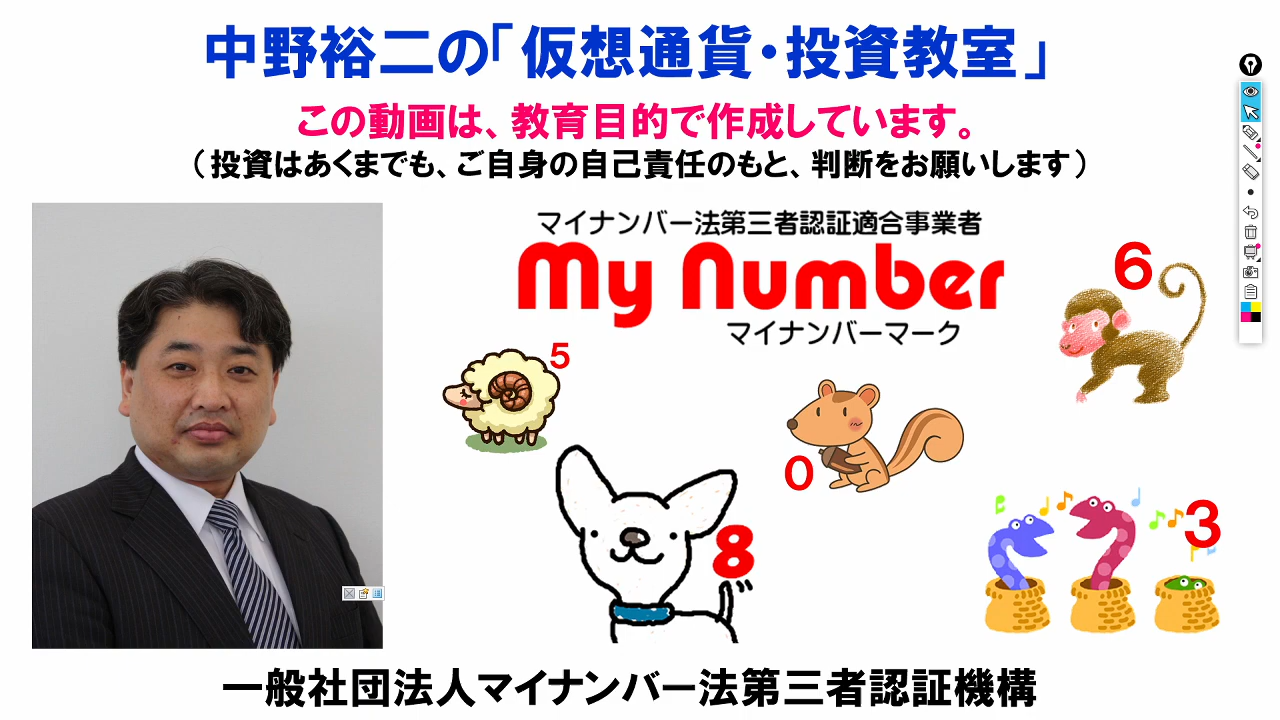 中野裕二の「仮想通貨・投資教室」
この動画は、教育目的で作成しています。
（投資はあくまでも、ご自身の自己責任のもと、判断をお願いします）
マイナンバー法第三者認証適合事業者
My Number
マイナンバーマーク
6
5
0
8
3
一般社団法人マイナンバー法第三者認証機構